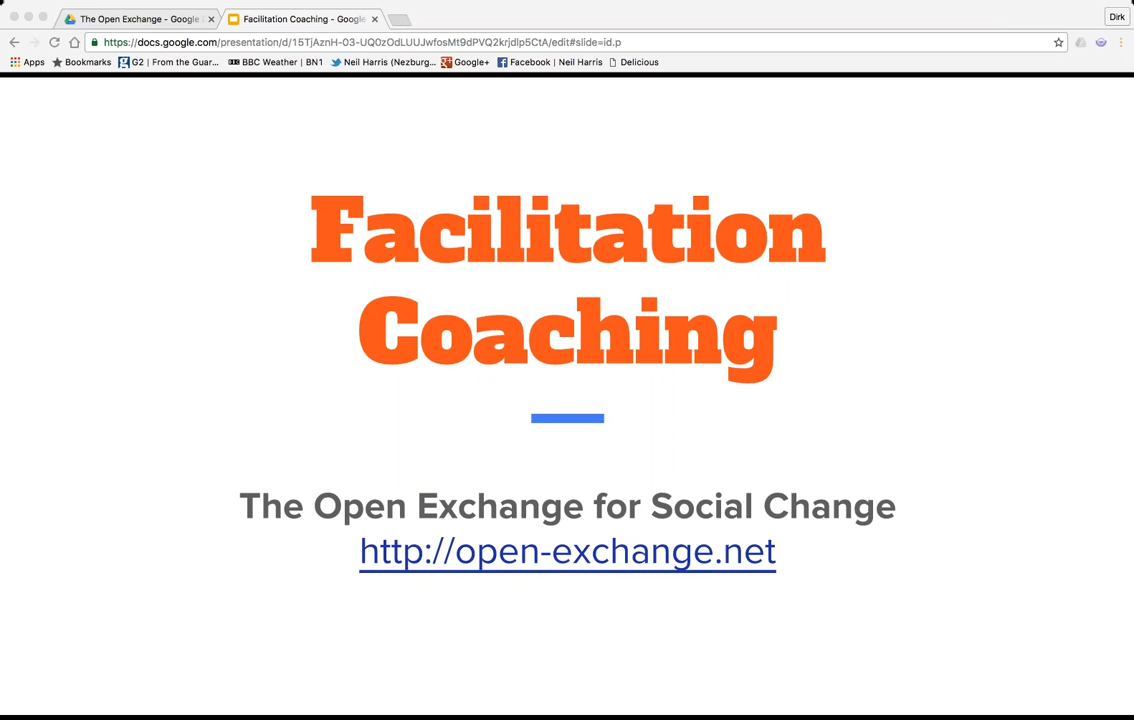 The Open Exchange - Google
Facilitation Coaching - Google
Dirk
https://docs.google.com/presentation/d/15TjAznH-03-UQ0zOdLUUJwfosMt9dPVQ2krjdlp5CtA/edit#slide=id.p
Apps Bookmarks G2 | From the Guar... BBC Weather | BN1 Neil Harris (Nezburg... Google+ Facebook | Neil Harris Delicious
Facilitation
Coaching
The Open Exchange for Social Change
http://open-exchange.net